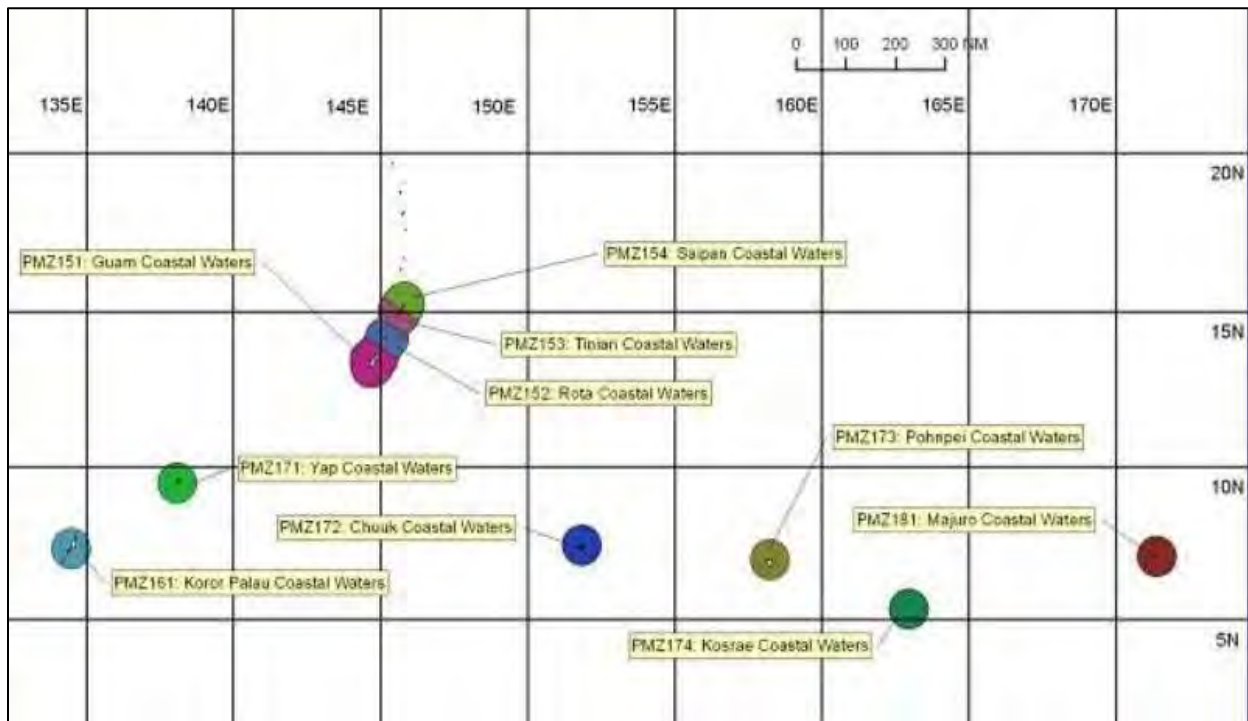 0 100 200 300 NM
135E 140E 145E 150E 155E 160E 165E 170E
20N
PMZ154: Saipan Coastal Waters
PMZ151: Guam Coastal Waters
15N
PMZ153: Tinian Coastal Waters
PMZ152: Rota Coastal Waters
PMZ173: Pohnpei Coastal Waters
PMZ171: Yap Coastal Waters
10N
PMZ181: Majuro Coastal Waters
PMZ172: Chuuk Coastal Waters
PMZ161: Koror Palau Coastal Waters
5N
PMZ174: Kosrae Coastal Waters